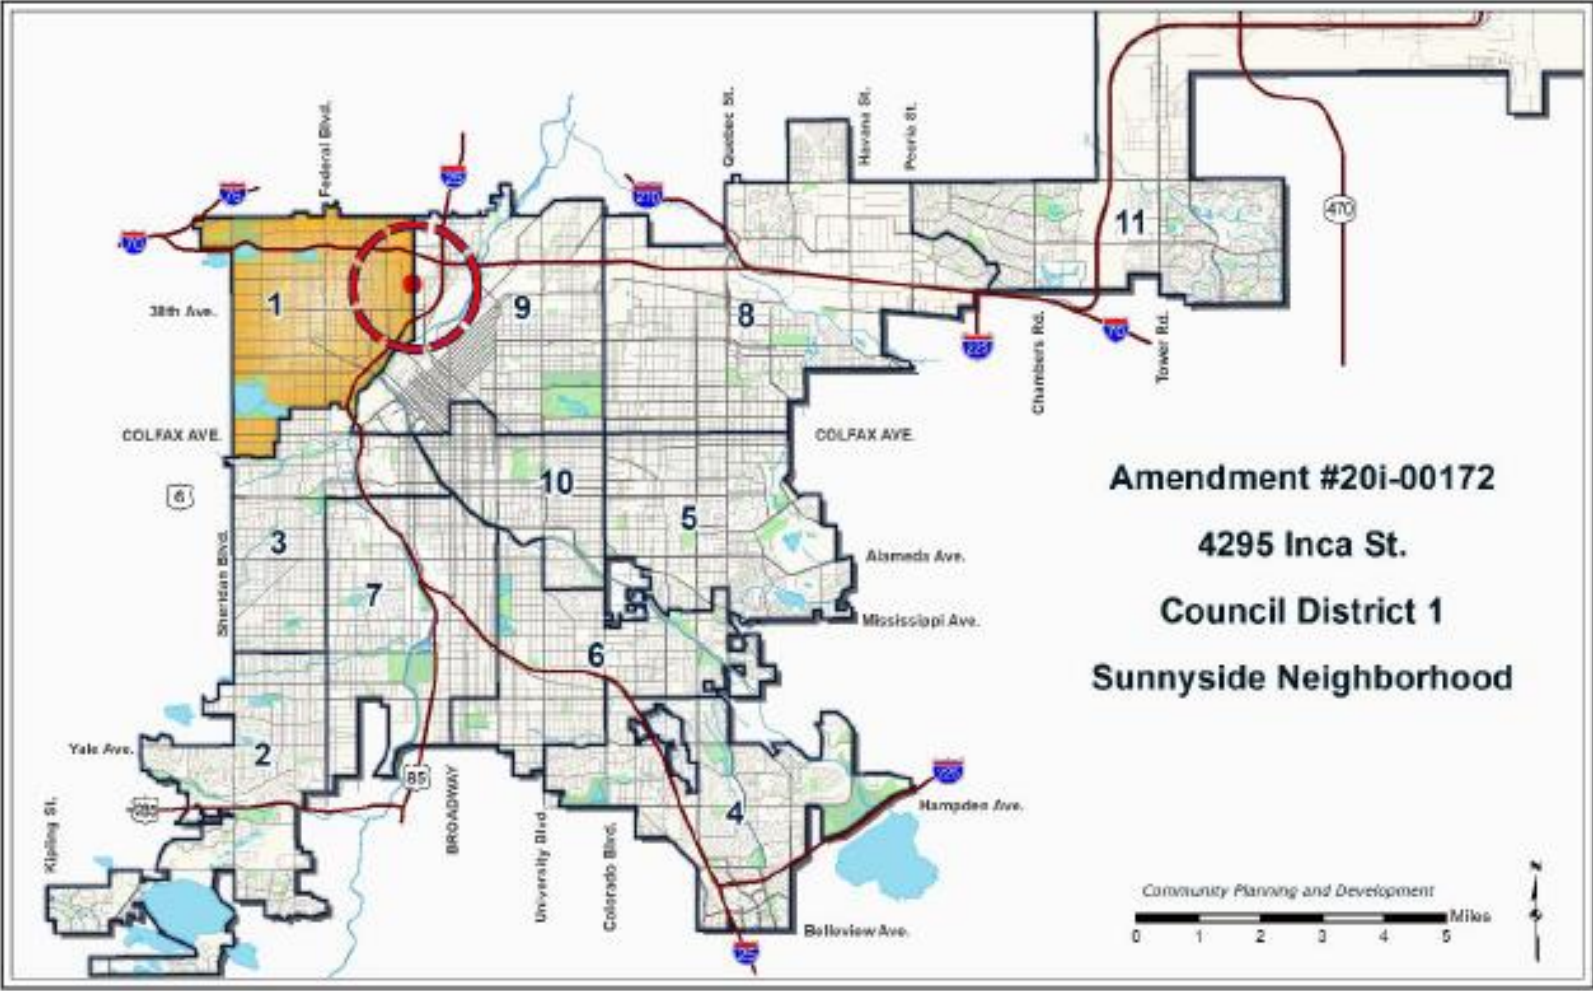 Federal Blvd.
Quebec St.
Havana St.
Peoria St.
76
25
270
70
470
1
9
8
11
38th Ave.
225
70
Chambers Rd.
Tower Rd.
COLFAX AVE.
COLFAX AVE.
6
10
5
3
7
Sheridan Blvd.
Alameda Ave.
Mississippi Ave.
6
2
Yale Ave.
85
285
Kipling St.
BROADWAY
University Blvd
Colorado Blvd.
4
225
Hampden Ave.
Belleview Ave.
25
Amendment #20i-00172
4295 Inca St.
Council District 1
Sunnyside Neighborhood
Community Planning and Development
Miles
0 1 2 3 4 5